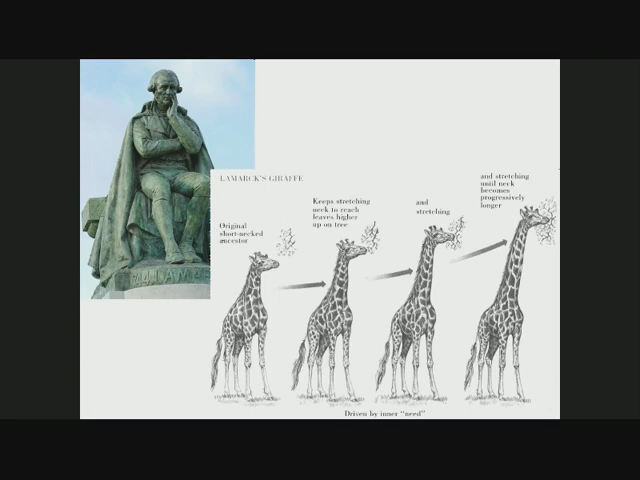 LAMARCK
LAMARCK'S GIRAFFE
Original
short-necked
ancestor
Keeps stretching
neck to reach
leaves higher
up on tree
and
stretching
and stretching
until neck
becomes
progressively
longer
Driven by inner "need"